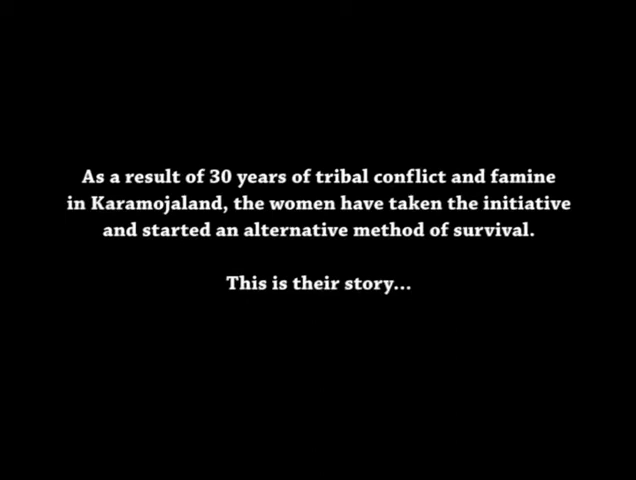 As a result of 30 years of tribal conflict and famine
in Karamojaland, the women have taken the initiative
and started an alternative method of survival.
This is their story...